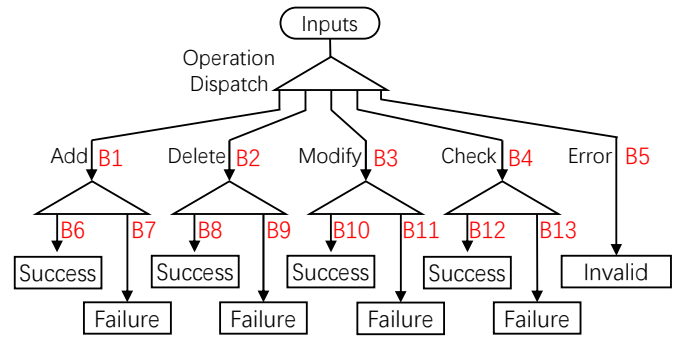 Inputs
Operation
Dispatch
Add B1 Delete B2 Modify B3 Check B4 Error B5
B6 B7 B8 B9 B10 B11 B12 B13
Success Success Success Success Invalid
Failure Failure Failure Failure